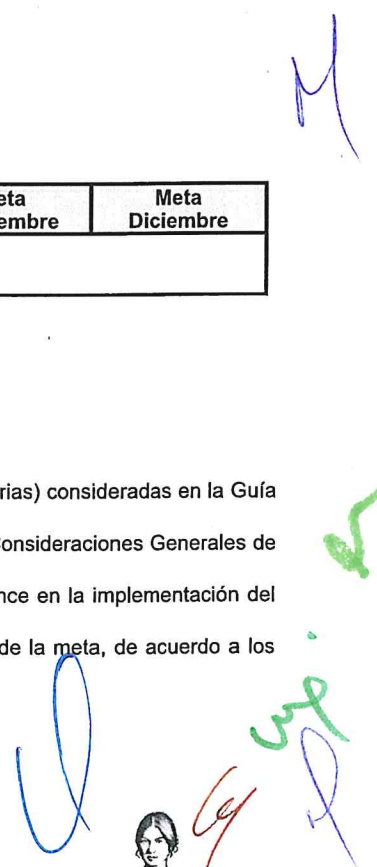 eta Meta
embre Diciembre
rias) consideradas en la Guía
Consideraciones Generales de
nce en la implementación del
de la meta, de acuerdo a los